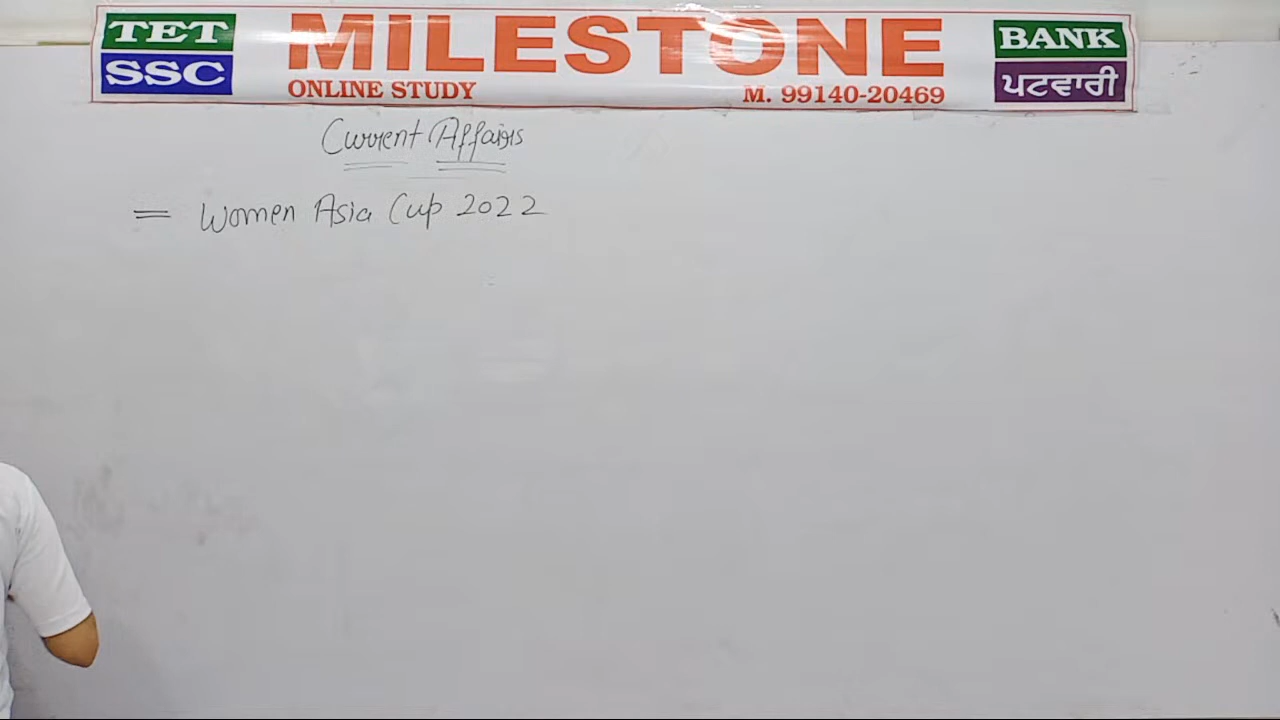 TET MILESTONE BANK
SSC ONLINE STUDY M. 99140-20469 ਪਟਵਾਰੀ
Current Affairs
= Women Asia Cup 2022